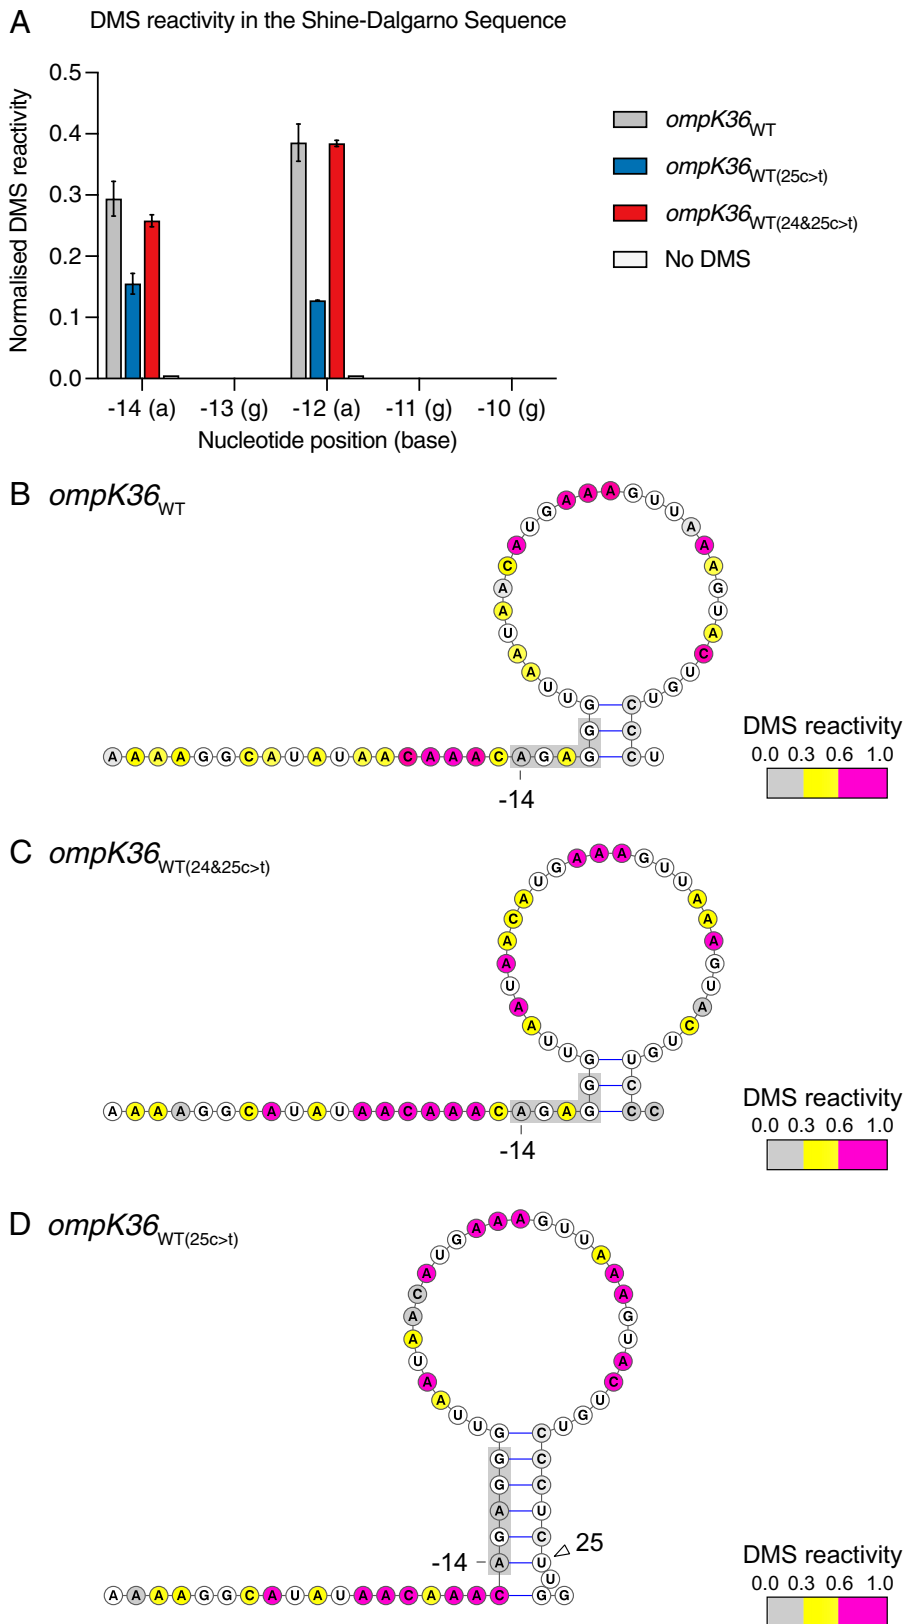 A DMS reactivity in the Shine-Dalgarno Sequence
Normalised DMS reactivity
0.5
0.4
0.3
0.2
0.1
0.0
-14 (a) -13 (g) -12 (a) -11 (g) -10 (g)
Nucleotide position (base)
ompK36WT
ompK36WT(25c>t)
ompK36WT(24&25c>t)
No DMS
B ompK36WT
A A A A G G C A U A U A A C A A A C A G A G G G U U A A U A A C A U G A A A G U U A A A G U A C U G U C C C U
-14
DMS reactivity
0.0 0.3 0.6 1.0
C ompK36WT(24&25c>t)
A A A A G G C A U A U A A C A A A C A G A G G G U U A A U A A C A U G A A A G U U A A A G U A C U G U C C C
-14
DMS reactivity
0.0 0.3 0.6 1.0
D ompK36WT(25c>t)
A A A A G G C A U A U A A C A A A C A G A G G G U U A A U A A C A U G A A A G U U A A A G U A C U G U C C C U C U U G G
-14
25
DMS reactivity
0.0 0.3 0.6 1.0